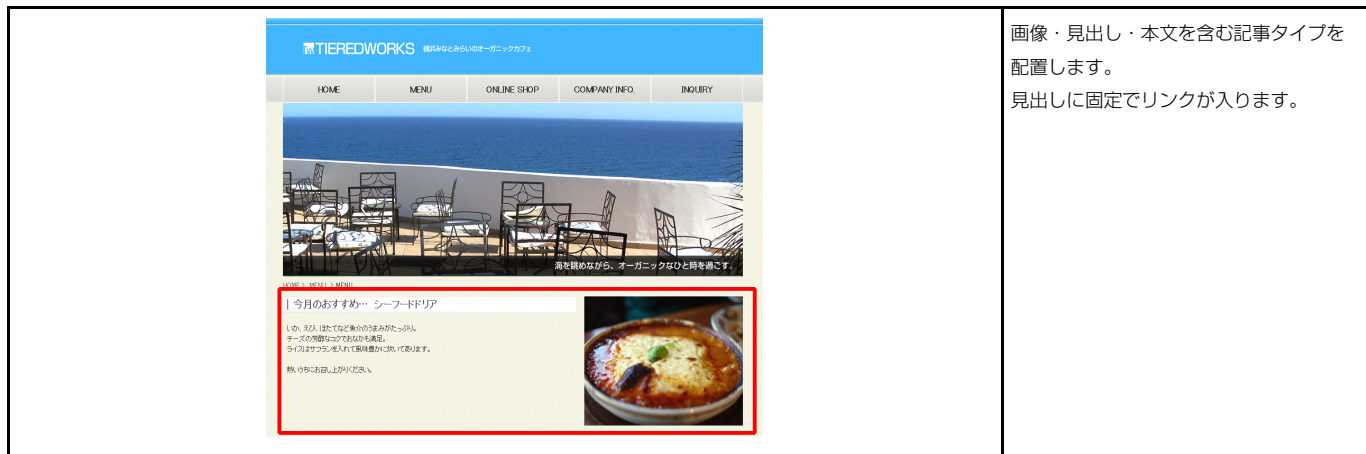 TIEREDWORKS 横浜みなとみらいのオーガニックカフェ
HOME MENU ONLINE SHOP COMPANY INFO. INQUIRY
海を眺めながら、オーガニックなひと時を過ごす。
HOME > MENU > MENU
今月のおすすめ… シーフードドリア
いか、えび、ほたてなど魚介のうまみがたっぷり。
チーズの芳醇なコクでおなかも満足。
ライスはサフランを入れて風味豊かに炊いてあります。
熱いうちにお召し上がりください。
画像・見出し・本文を含む記事タイプを
配置します。
見出しに固定でリンクが入ります。